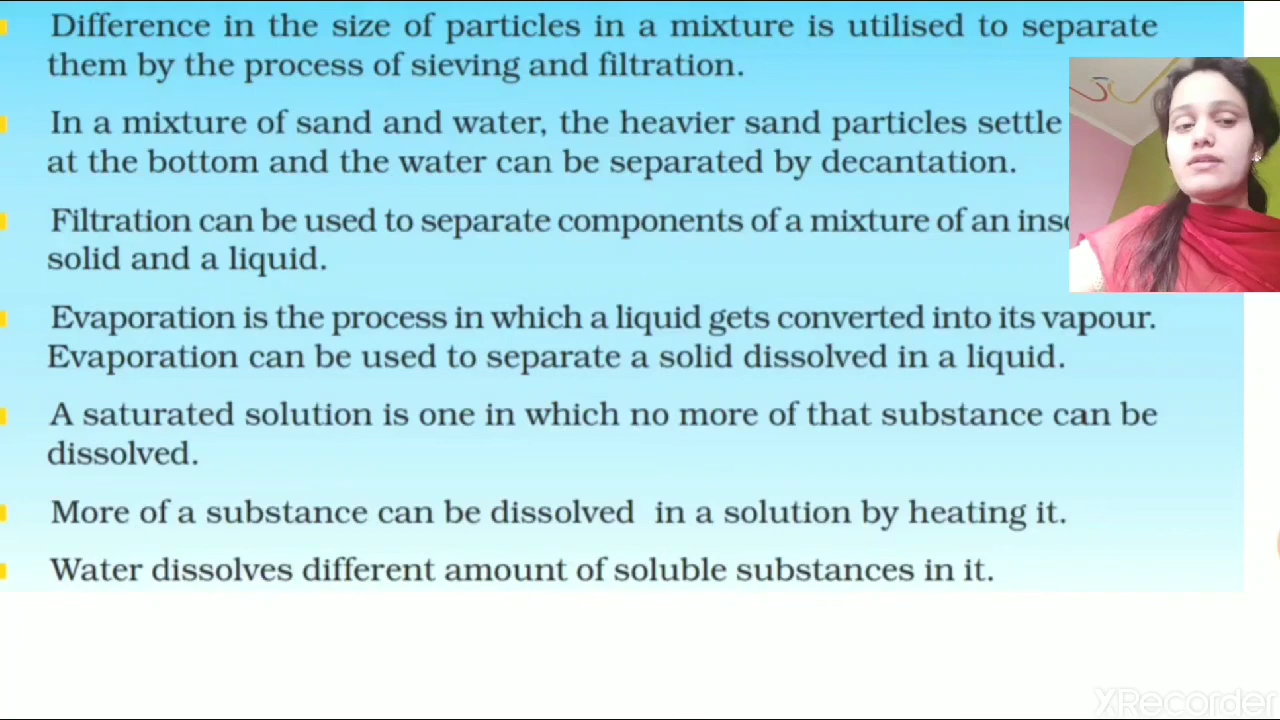 Difference in the size of particles in a mixture is utilised to separate
them by the process of sieving and filtration.
In a mixture of sand and water, the heavier sand particles settle
at the bottom and the water can be separated by decantation.
Filtration can be used to separate components of a mixture of an
solid and a liquid.
Evaporation is the process in which a liquid gets converted into its vapour.
Evaporation can be used to separate a solid dissolved in a liquid.
A saturated solution is one in which no more of that substance can be
dissolved.
More of a substance can be dissolved in a solution by heating it.
Water dissolves different amount of soluble substances in it.
XRecorder